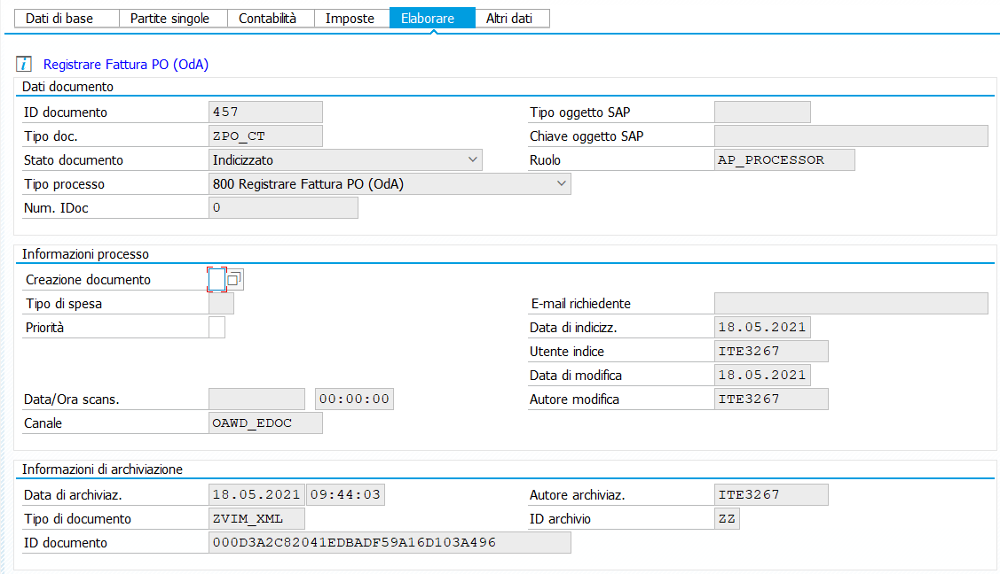 Dati di base Partite singole Contabilità Imposte Elaborare Altri dati
i Registrare Fattura PO (OdA)
Dati documento
ID documento 457 Tipo oggetto SAP
Tipo doc. ZPO_CT Chiave oggetto SAP
Stato documento Indicizzato Ruolo AP_PROCESSOR
Tipo processo 800 Registrare Fattura PO (OdA)
Num. IDoc 0
Informazioni processo
Creazione documento
Tipo di spesa E-mail richiedente
Priorità Data di indicizz. 18.05.2021
Utente indice ITE3267
Data di modifica 18.05.2021
Data/Ora scans. 00:00:00 Autore modifica ITE3267
Canale OAWD_EDOC
Informazioni di archiviazione
Data di archiviaz. 18.05.2021 09:44:03 Autore archiviaz. ITE3267
Tipo di documento ZVIM_XML ID archivio ZZ
ID documento 000D3A2C82041EDBADF59A16D103A496